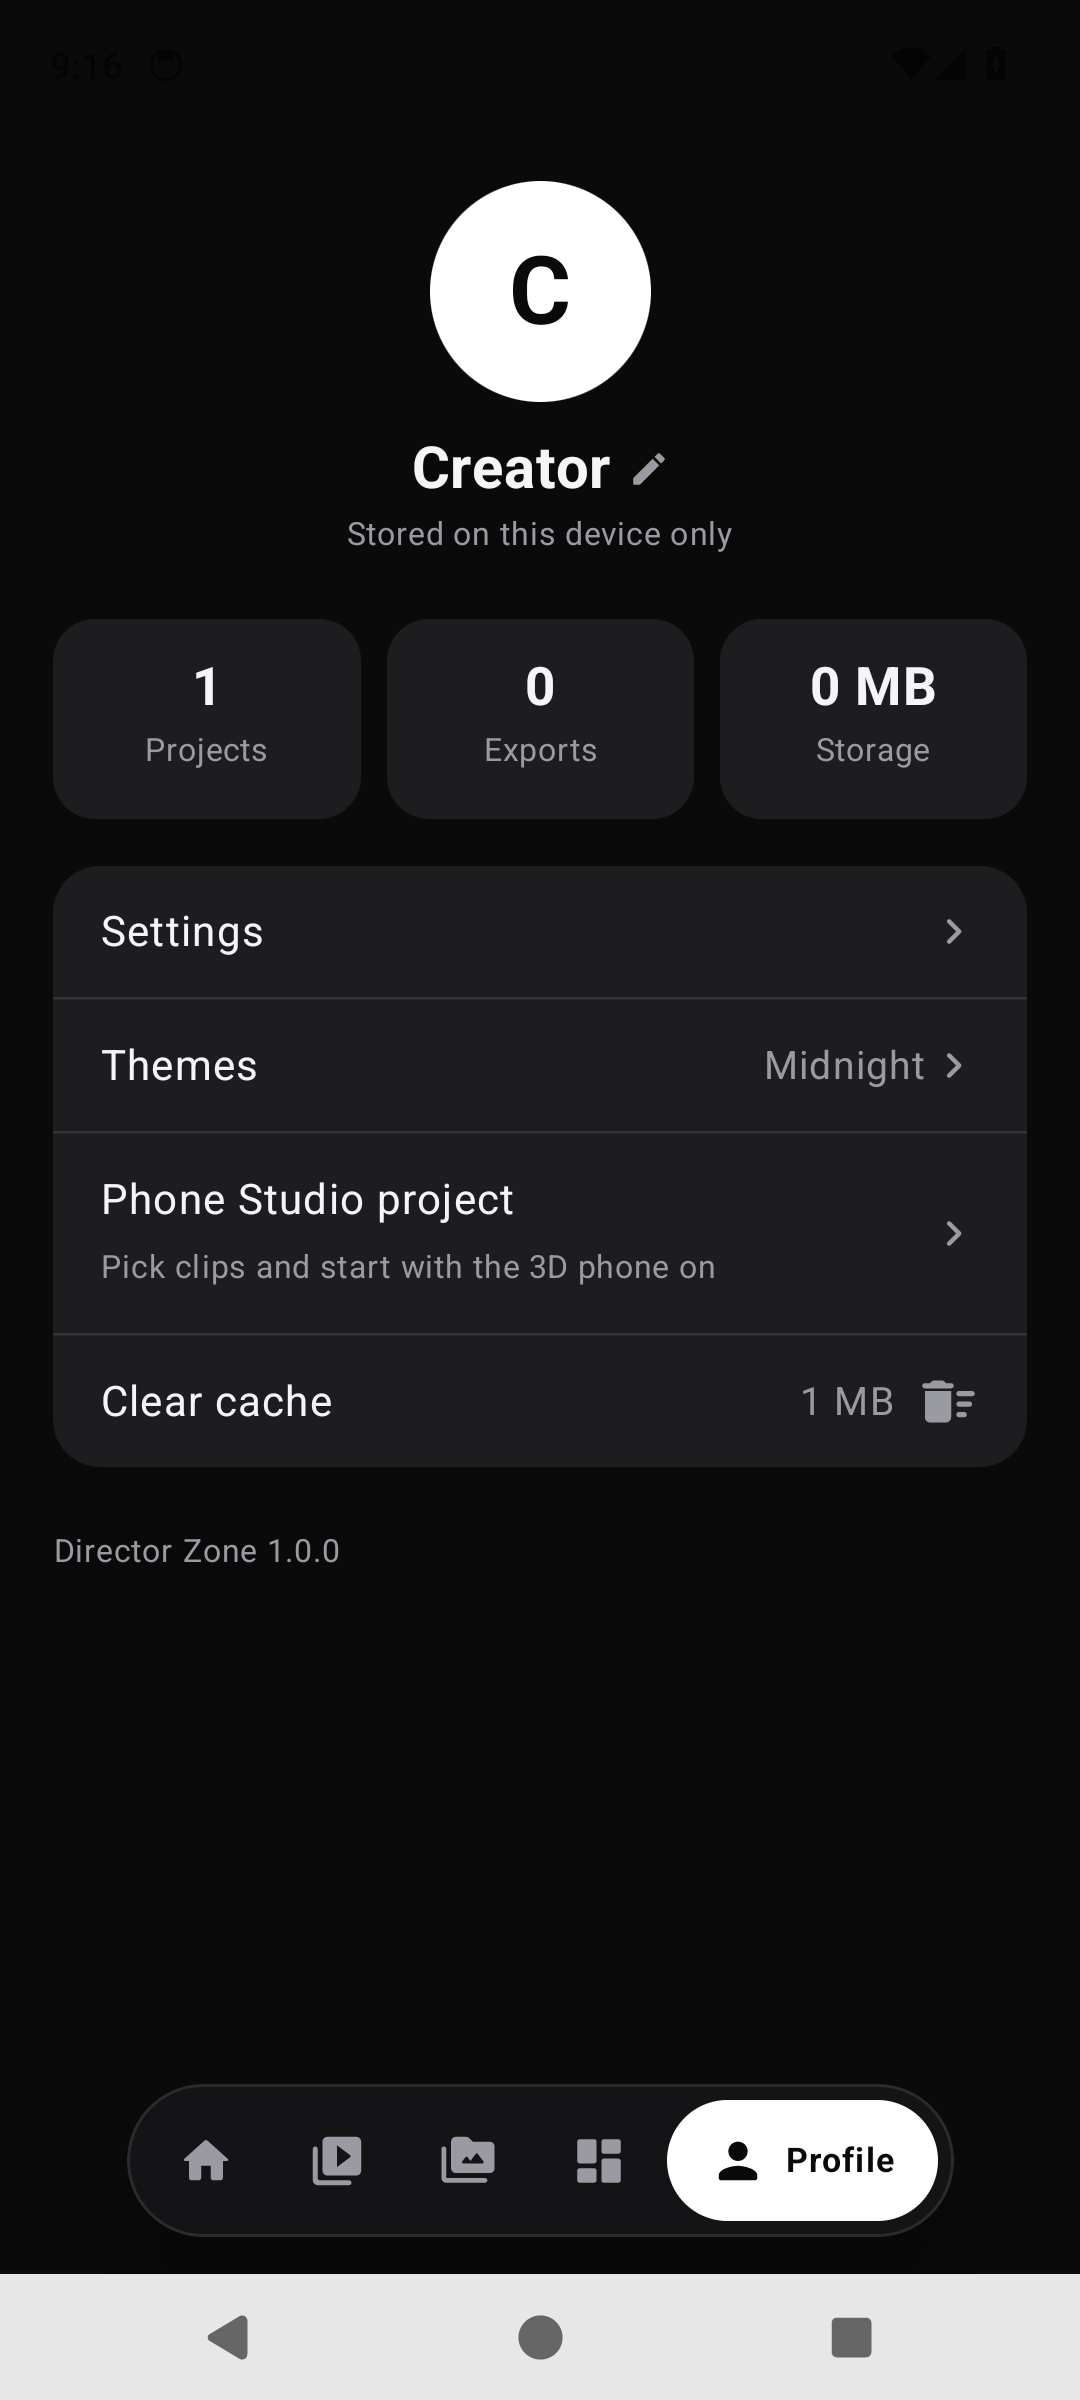 9:16
C
Creator
Stored on this device only
1
Projects
0
Exports
0 MB
Storage
Settings
Themes
Midnight
Phone Studio project
Pick clips and start with the 3D phone on
Clear cache
1 MB
Director Zone 1.0.0
Profile